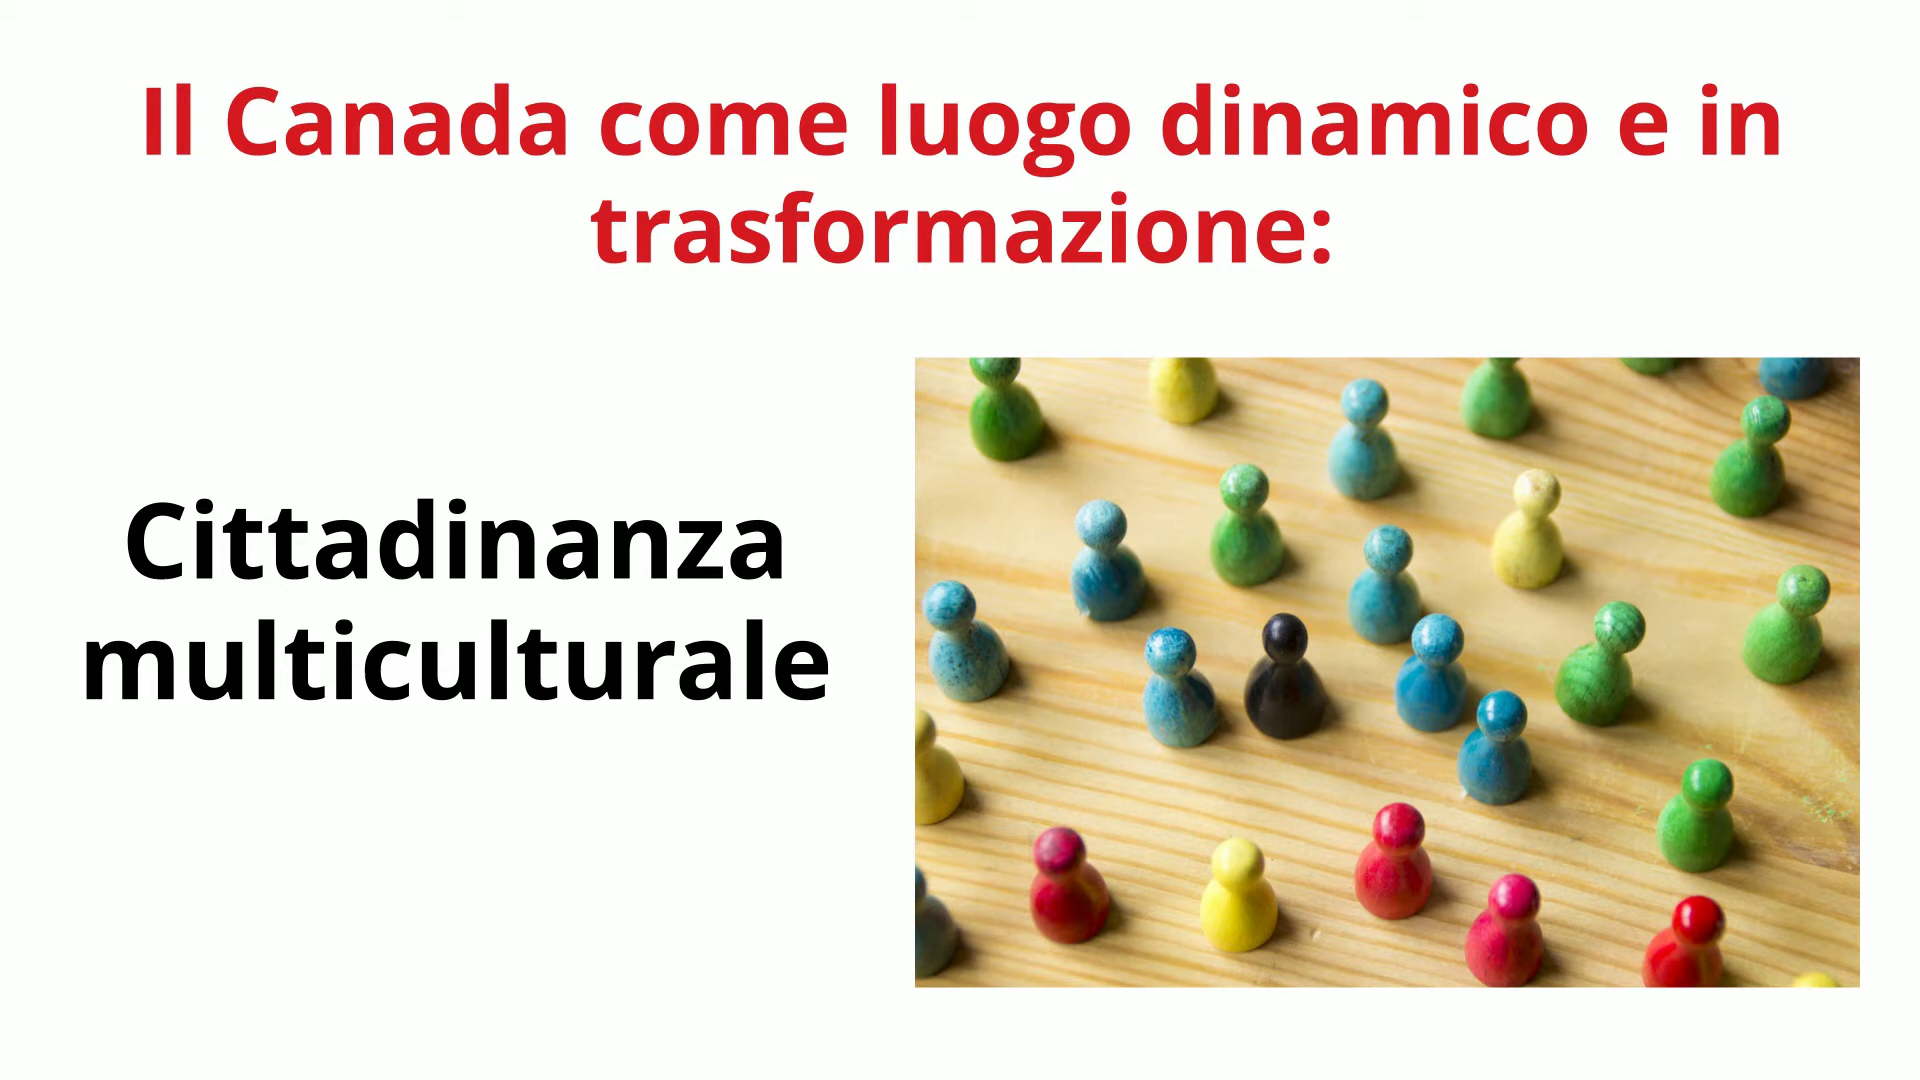 Il Canada come luogo dinamico e in
trasformazione:
Cittadinanza
multiculturale